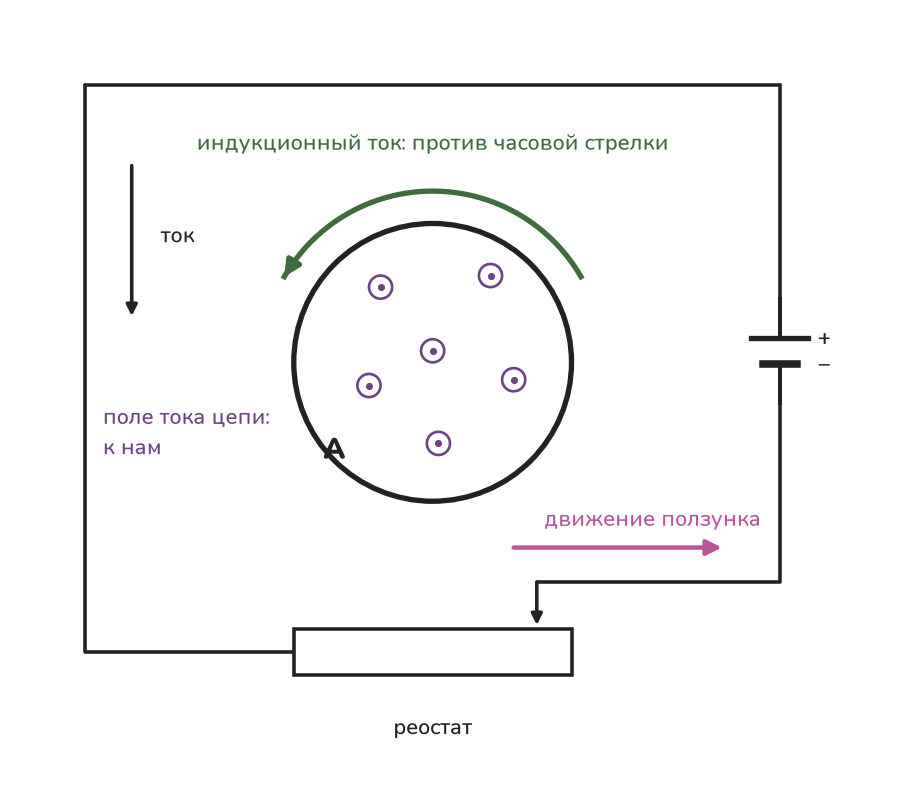 индукционный ток: против часовой стрелки
ток
+
−
поле тока цепи:
к нам
A
движение ползунка
реостат